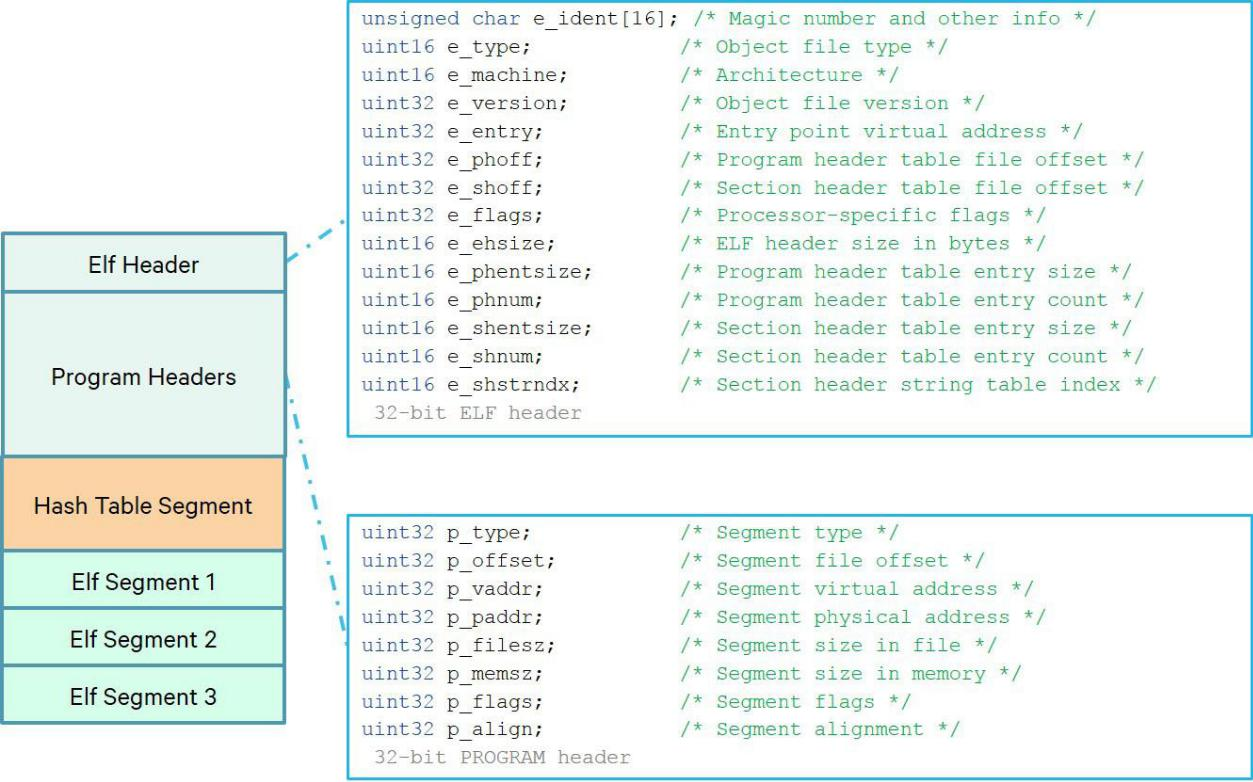 unsigned char e_ident[16]; /* Magic number and other info */
uint16 e_type; /* Object file type */
uint16 e_machine; /* Architecture */
uint32 e_version; /* Object file version */
uint32 e_entry; /* Entry point virtual address */
uint32 e_phoff; /* Program header table file offset */
uint32 e_shoff; /* Section header table file offset */
uint32 e_flags; /* Processor-specific flags */
uint16 e_ehsize; /* ELF header size in bytes */
uint16 e_phentsize; /* Program header table entry size */
uint16 e_phnum; /* Program header table entry count */
uint16 e_shentsize; /* Section header table entry size */
uint16 e_shnum; /* Section header table entry count */
uint16 e_shstrndx; /* Section header string table index */
32-bit ELF header
Elf Header
Program Headers
Hash Table Segment
Elf Segment 1
Elf Segment 2
Elf Segment 3
uint32 p_type; /* Segment type */
uint32 p_offset; /* Segment file offset */
uint32 p_vaddr; /* Segment virtual address */
uint32 p_paddr; /* Segment physical address */
uint32 p_filesz; /* Segment size in file */
uint32 p_memsz; /* Segment size in memory */
uint32 p_flags; /* Segment flags */
uint32 p_align; /* Segment alignment */
32-bit PROGRAM header